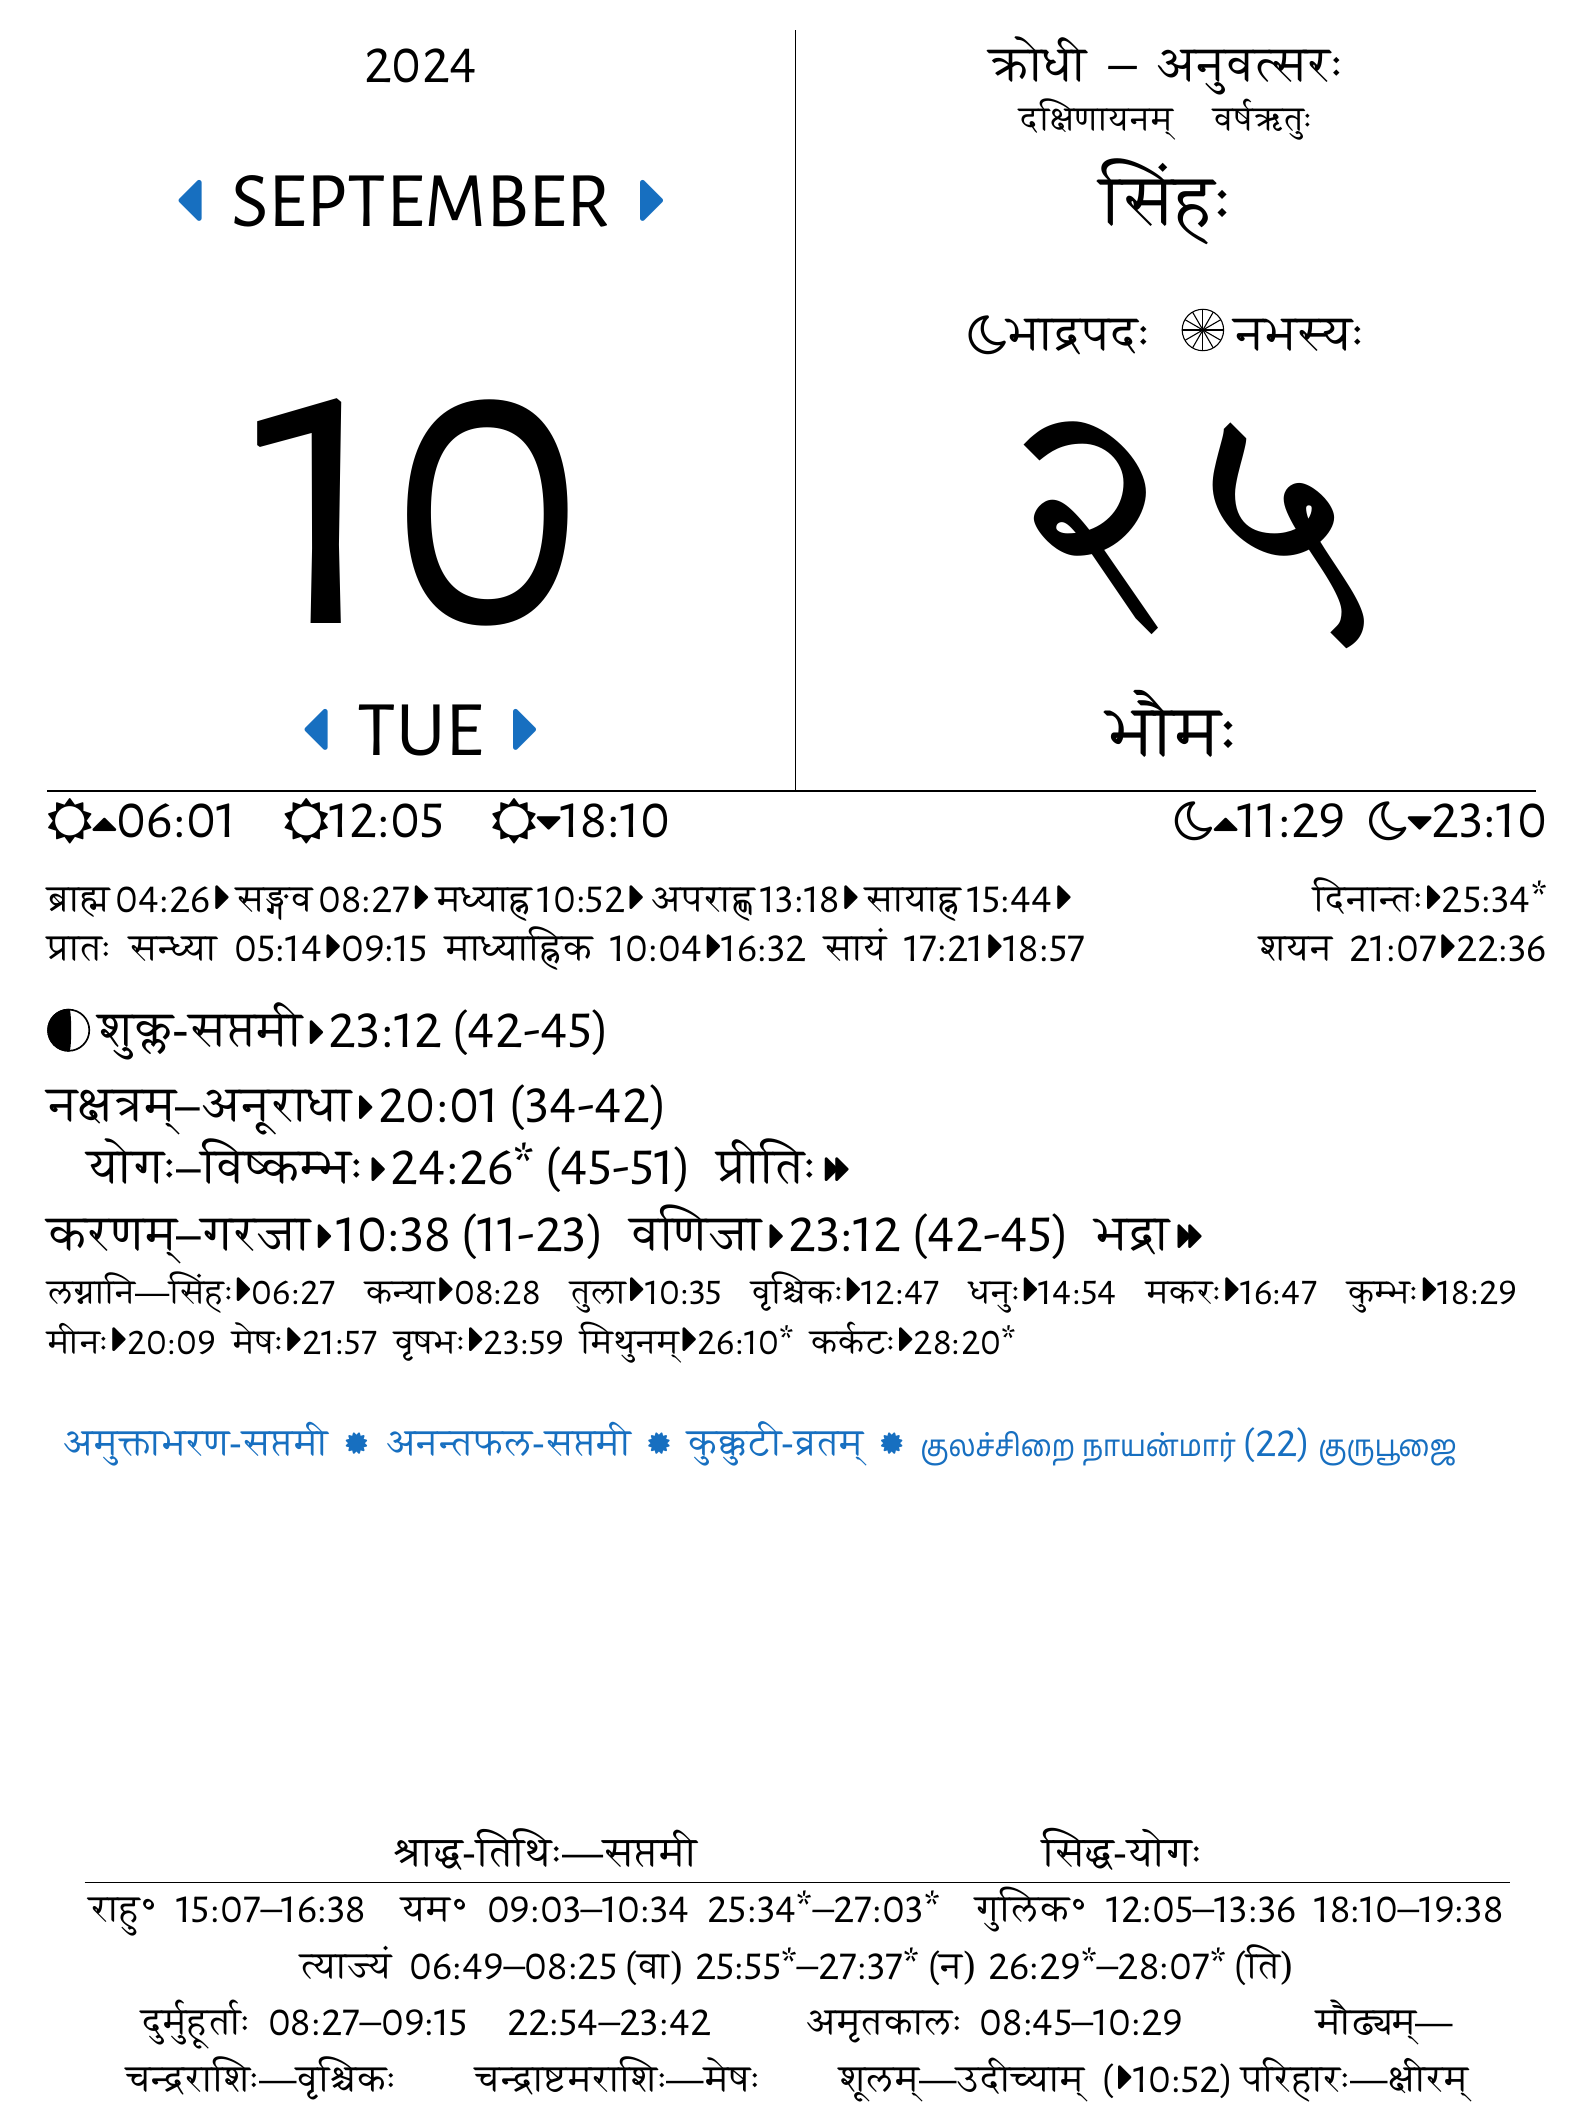 2024
SEPTEMBER
10
TUE
क्रोधी – अनुवत्सरः
दक्षिणायनम् वर्षऋतुः
सिंहः
भाद्रपदः नभस्यः
२५
भौमः
06:01 12:05 18:10 11:29 23:10
ब्राह्म 04:26 सङ्गव 08:27 मध्याह्न 10:52 अपराह्ण 13:18 सायाह्न 15:44 दिनान्तः 25:34*
प्रातः सन्ध्या 05:14 09:15 माध्याह्निक 10:04 16:32 सायं 17:21 18:57 शयन 21:07 22:36
शुक्ल-सप्तमी 23:12 (42-45)
नक्षत्रम्–अनूराधा 20:01 (34-42)
योगः–विष्कम्भः 24:26* (45-51) प्रीतिः
करणम्–गरजा 10:38 (11-23) वणिजा 23:12 (42-45) भद्रा
लग्नानि—सिंहः 06:27 कन्या 08:28 तुला 10:35 वृश्चिकः 12:47 धनुः 14:54 मकरः 16:47 कुम्भः 18:29
मीनः 20:09 मेषः 21:57 वृषभः 23:59 मिथुनम् 26:10* कर्कटः 28:20*
अमुक्ताभरण-सप्तमी ✹ अनन्तफल-सप्तमी ✹ कुक्कुटी-व्रतम् ✹ குலச்சிறை நாயன்மார் (22) குருபூஜை
श्राद्ध-तिथिः—सप्तमी सिद्ध-योगः
राहु॰ 15:07–16:38 यम॰ 09:03–10:34 25:34*–27:03* गुलिक॰ 12:05–13:36 18:10–19:38
त्याज्यं 06:49–08:25 (वा) 25:55*–27:37* (न) 26:29*–28:07* (ति)
दुर्मुहूर्ताः 08:27–09:15 22:54–23:42 अमृतकालः 08:45–10:29 मौढ्यम्—
चन्द्रराशिः—वृश्चिकः चन्द्राष्टमराशिः—मेषः शूलम्—उदीच्याम् (10:52) परिहारः—क्षीरम्